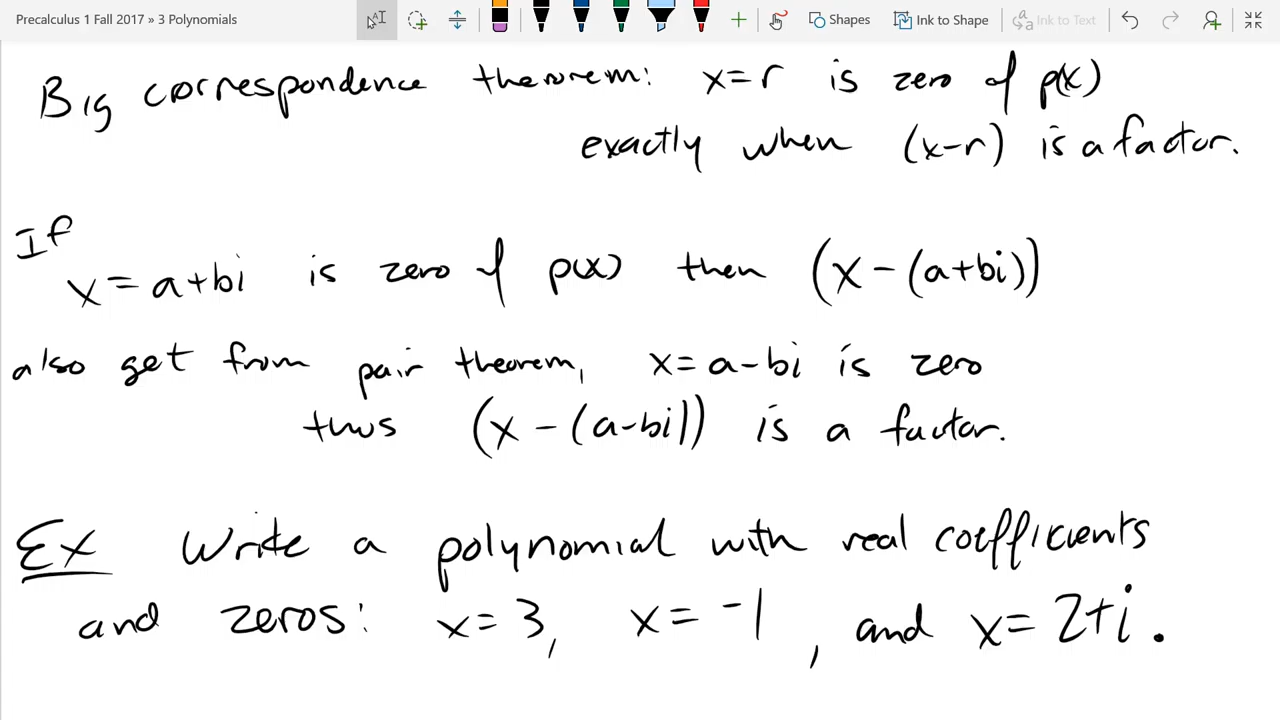 Precalculus 1 Fall 2017 » 3 Polynomials
Shapes
Ink to Shape
Ink to Text
Big correspondence theorem: x=r is zero of p(x)
exactly when (x-r) is a factor.
If
x = a+bi is zero of p(x) then (x-(a+bi))
also get from pair theorem, x=a-bi is zero
thus (x-(a-bi)) is a factor.
Ex Write a polynomial with real coefficients
and zeros: x=3, x=-1, and x=2+i.